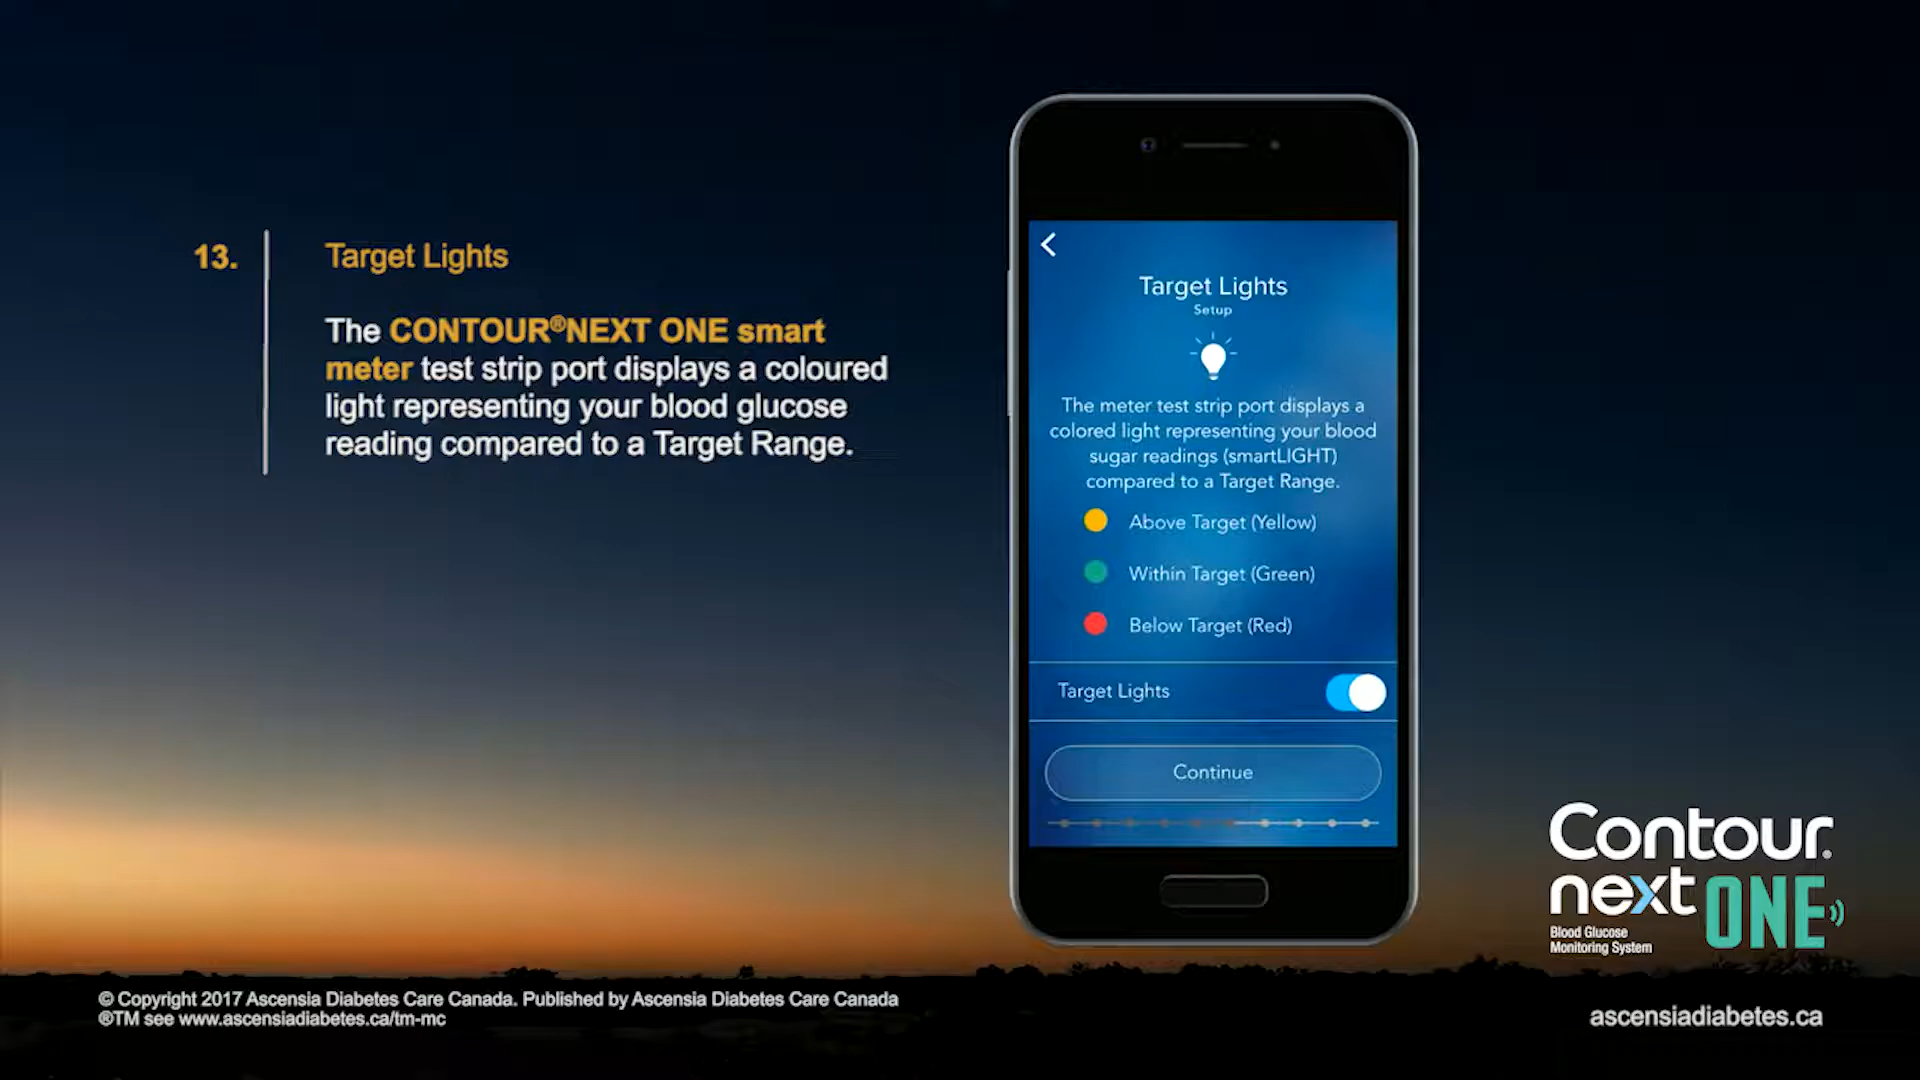 13.
Target Lights
The CONTOUR®NEXT ONE smart
meter test strip port displays a coloured
light representing your blood glucose
reading compared to a Target Range.
Target Lights
Setup
The meter test strip port displays a
colored light representing your blood
sugar readings (smartLIGHT)
compared to a Target Range.
Above Target (Yellow)
Within Target (Green)
Below Target (Red)
Target Lights
Continue
Contour®
next ONE
Blood Glucose
Monitoring System
© Copyright 2017 Ascensia Diabetes Care Canada. Published by Ascensia Diabetes Care Canada
®TM see www.ascensiadiabetes.ca/tm-mc
ascensiadiabetes.ca